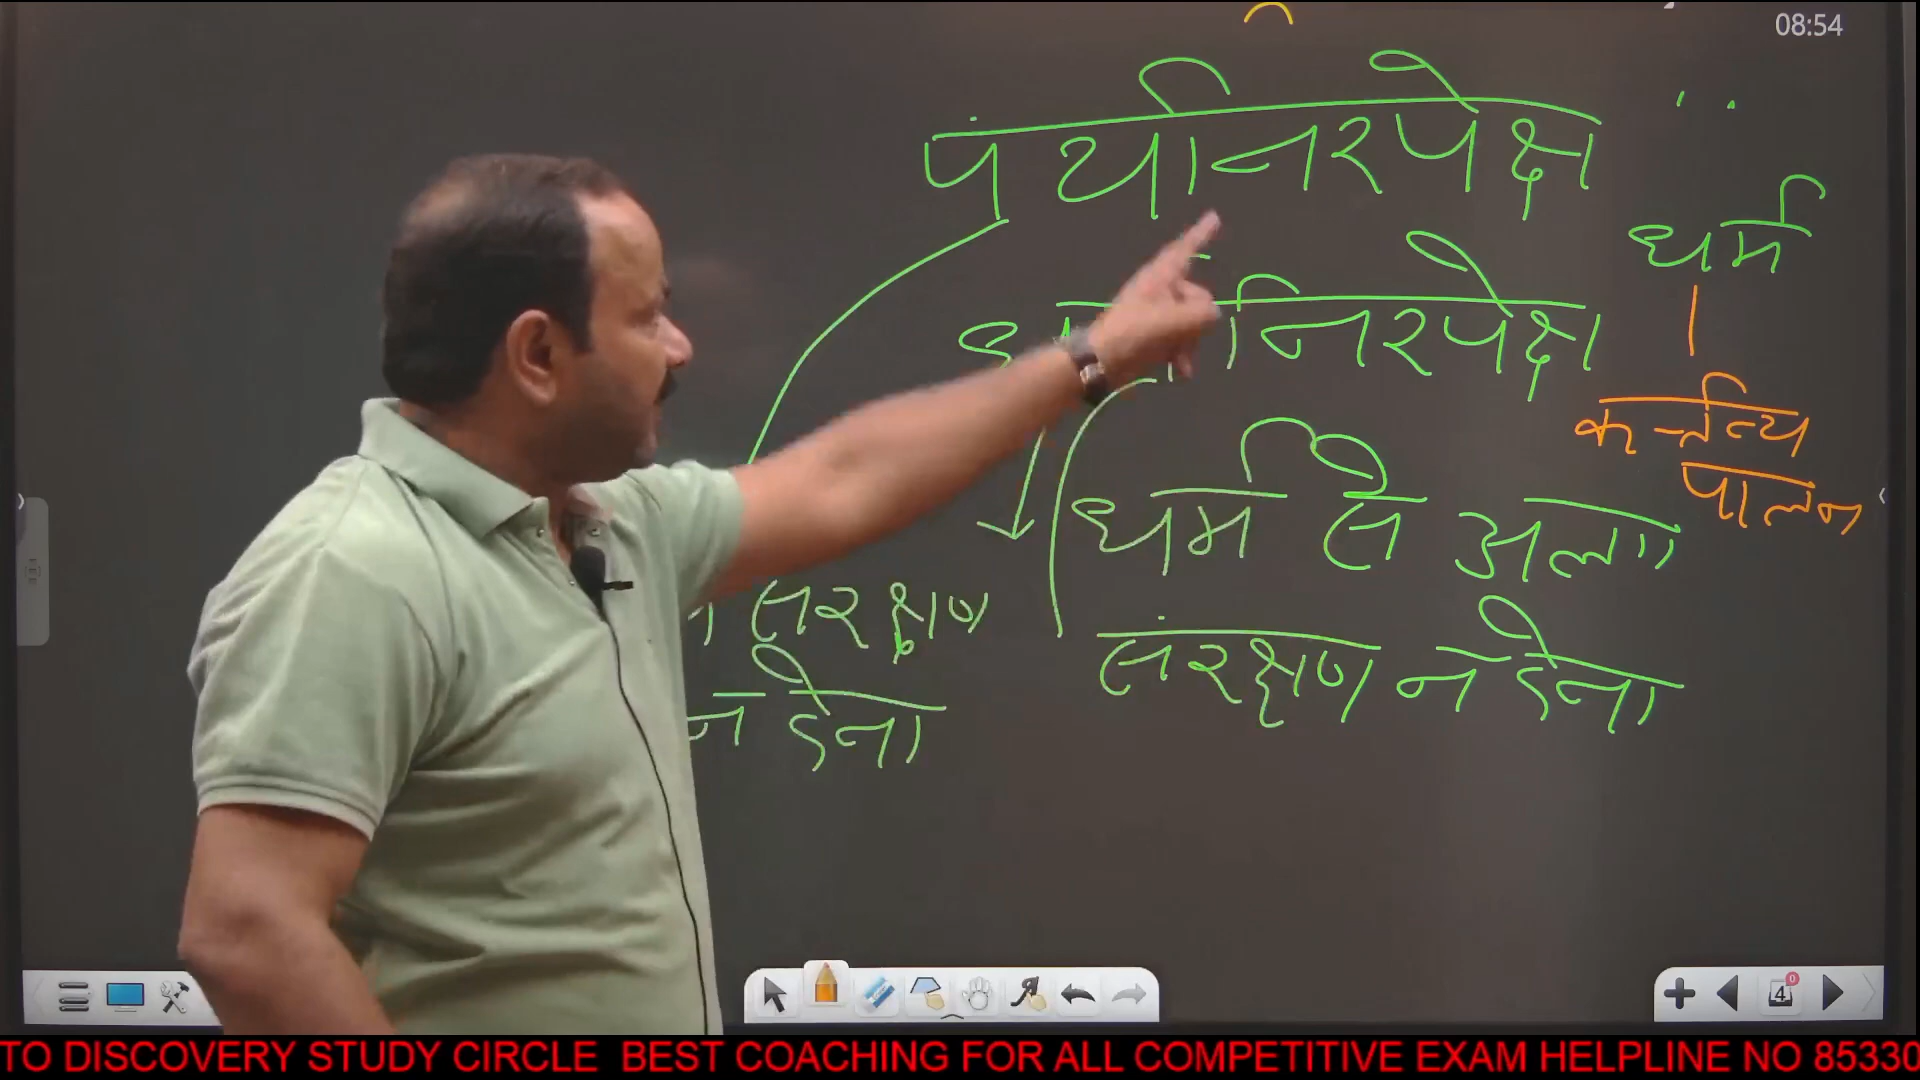 08:54
पंथनिरपेक्ष
धर्म
निरपेक्ष
कर्तव्य
पालन
धर्म से अलग
संरक्षण
संरक्षण न देना
न देना
4
TO DISCOVERY STUDY CIRCLE BEST COACHING FOR ALL COMPETITIVE EXAM HELPLINE NO 85330